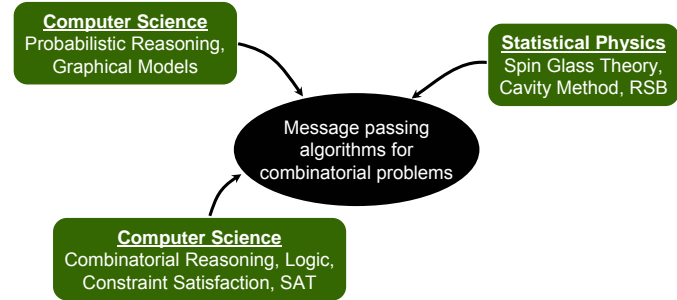 Computer Science
Probabilistic Reasoning,
Graphical Models
Statistical Physics
Spin Glass Theory,
Cavity Method, RSB
Message passing
algorithms for
combinatorial problems
Computer Science
Combinatorial Reasoning, Logic,
Constraint Satisfaction, SAT